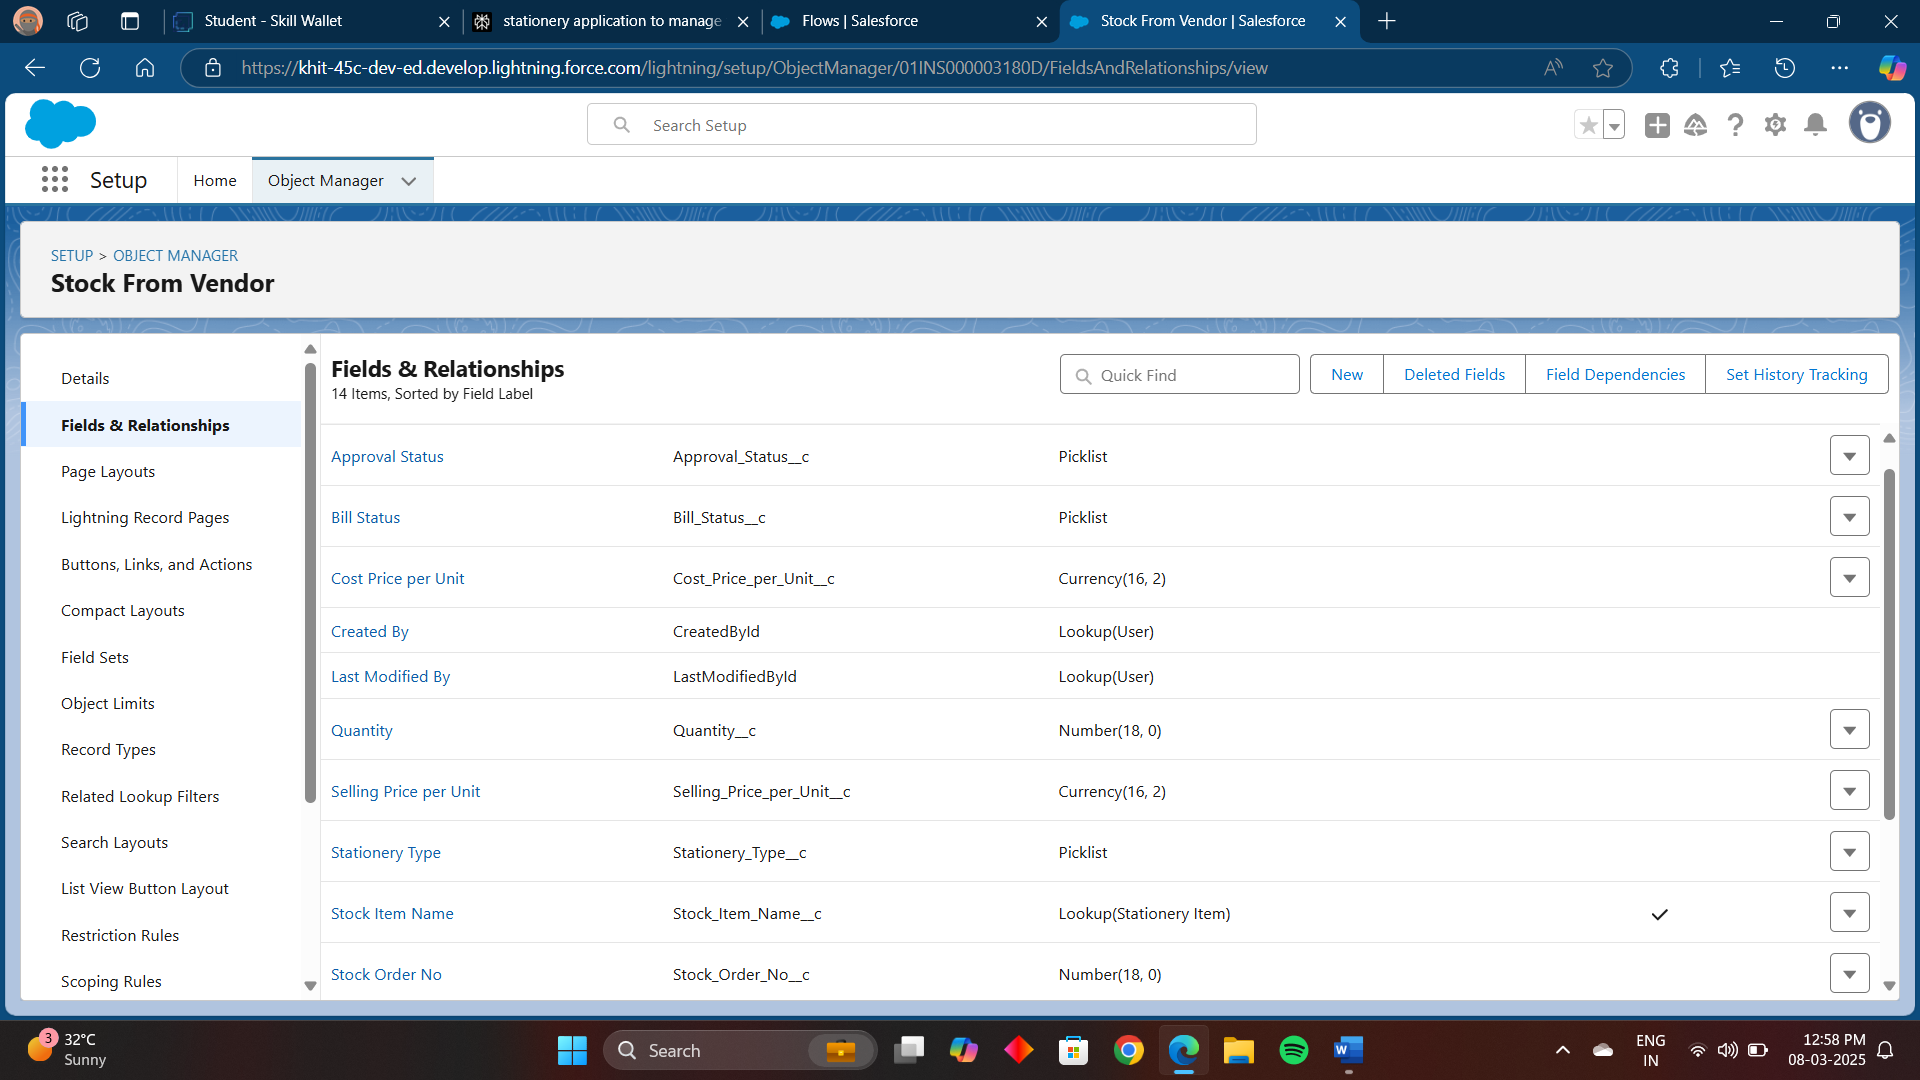 Student - Skill Wallet
stationery application to manage
Flows | Salesforce
Stock From Vendor | Salesforce
https://khit-45c-dev-ed.develop.lightning.force.com/lightning/setup/ObjectManager/01INS000003180D/FieldsAndRelationships/view
Search Setup
Setup
Home
Object Manager
SETUP > OBJECT MANAGER
Stock From Vendor
Details
Fields & Relationships
Page Layouts
Lightning Record Pages
Buttons, Links, and Actions
Compact Layouts
Field Sets
Object Limits
Record Types
Related Lookup Filters
Search Layouts
List View Button Layout
Restriction Rules
Scoping Rules
Fields & Relationships
14 Items, Sorted by Field Label
Quick Find
New
Deleted Fields
Field Dependencies
Set History Tracking
Approval Status Approval_Status__c Picklist
Bill Status Bill_Status__c Picklist
Cost Price per Unit Cost_Price_per_Unit__c Currency(16, 2)
Created By CreatedById Lookup(User)
Last Modified By LastModifiedById Lookup(User)
Quantity Quantity__c Number(18, 0)
Selling Price per Unit Selling_Price_per_Unit__c Currency(16, 2)
Stationery Type Stationery_Type__c Picklist
Stock Item Name Stock_Item_Name__c Lookup(Stationery Item)
Stock Order No Stock_Order_No__c Number(18, 0)
3
32°C
Sunny
Search
W
ENG
IN
12:58 PM
08-03-2025